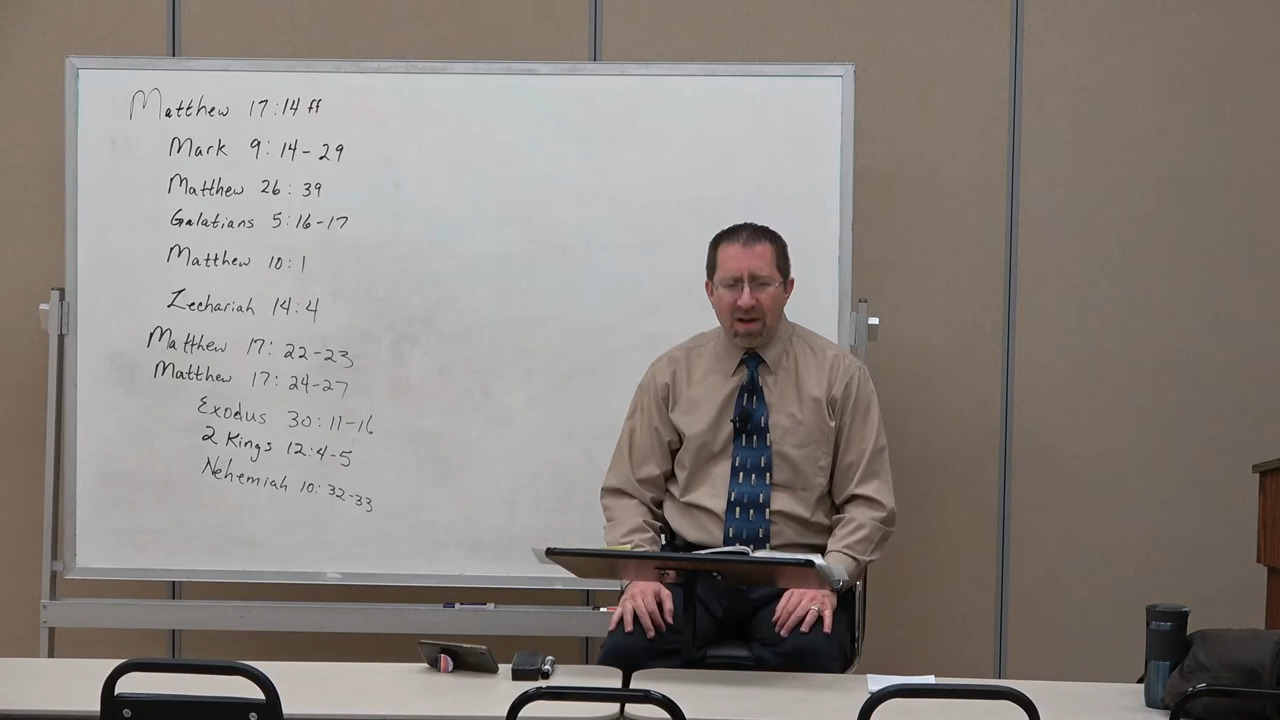 Matthew 17:14 ff
Mark 9:14-29
Matthew 26:39
Galatians 5:16-17
Matthew 10:1
Zechariah 14:4
Matthew 17:22-23
Matthew 17:24-27
Exodus 30:11-16
2 Kings 12:4-5
Nehemiah 10:32-33